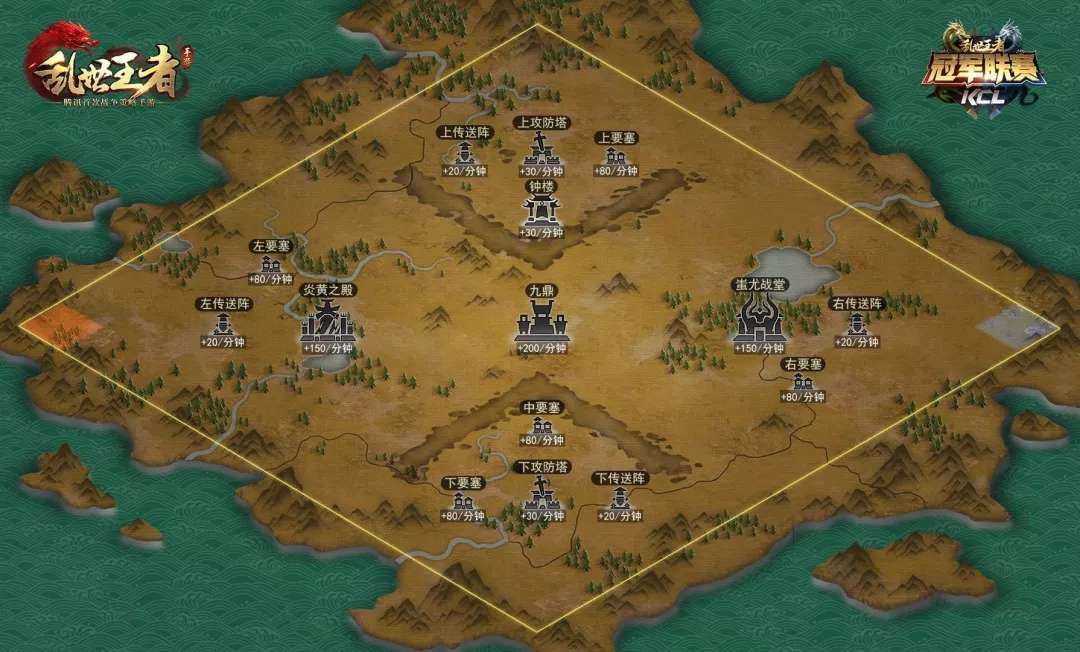 乱世王者
手游
腾讯首款战争策略手游
乱世王者
冠军联赛
KCL
上传送阵
+20/分钟
上攻防塔
+30/分钟
上要塞
+80/分钟
钟楼
+30/分钟
左要塞
+80/分钟
左传送阵
+20/分钟
炎黄之殿
+150/分钟
九鼎
+200/分钟
蚩尤战堂
+150/分钟
右传送阵
+20/分钟
右要塞
+80/分钟
中要塞
+80/分钟
下要塞
+80/分钟
下攻防塔
+30/分钟
下传送阵
+20/分钟